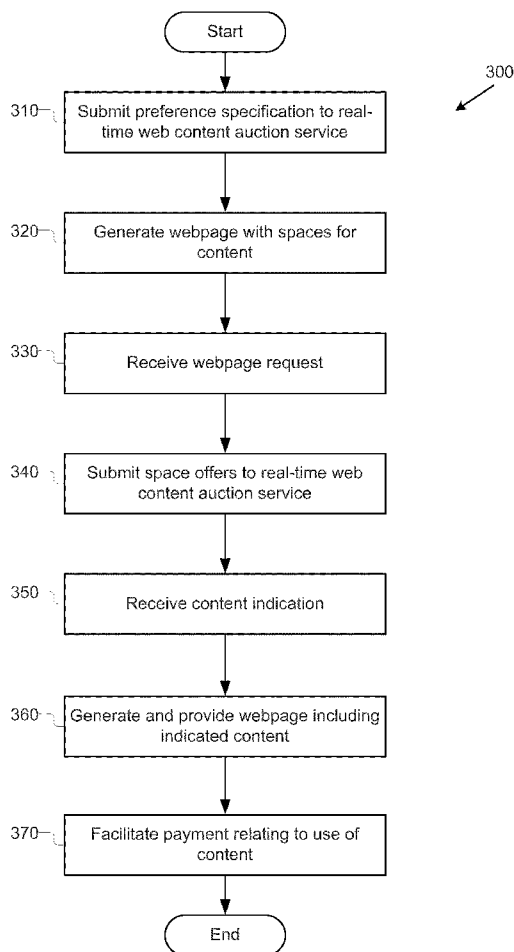 Start
300
310
Submit preference specification to real-
time web content auction service
320
Generate webpage with spaces for
content
330
Receive webpage request
340
Submit space offers to real-time web
content auction service
350
Receive content indication
360
Generate and provide webpage including
indicated content
370
Facilitate payment relating to use of
content
End